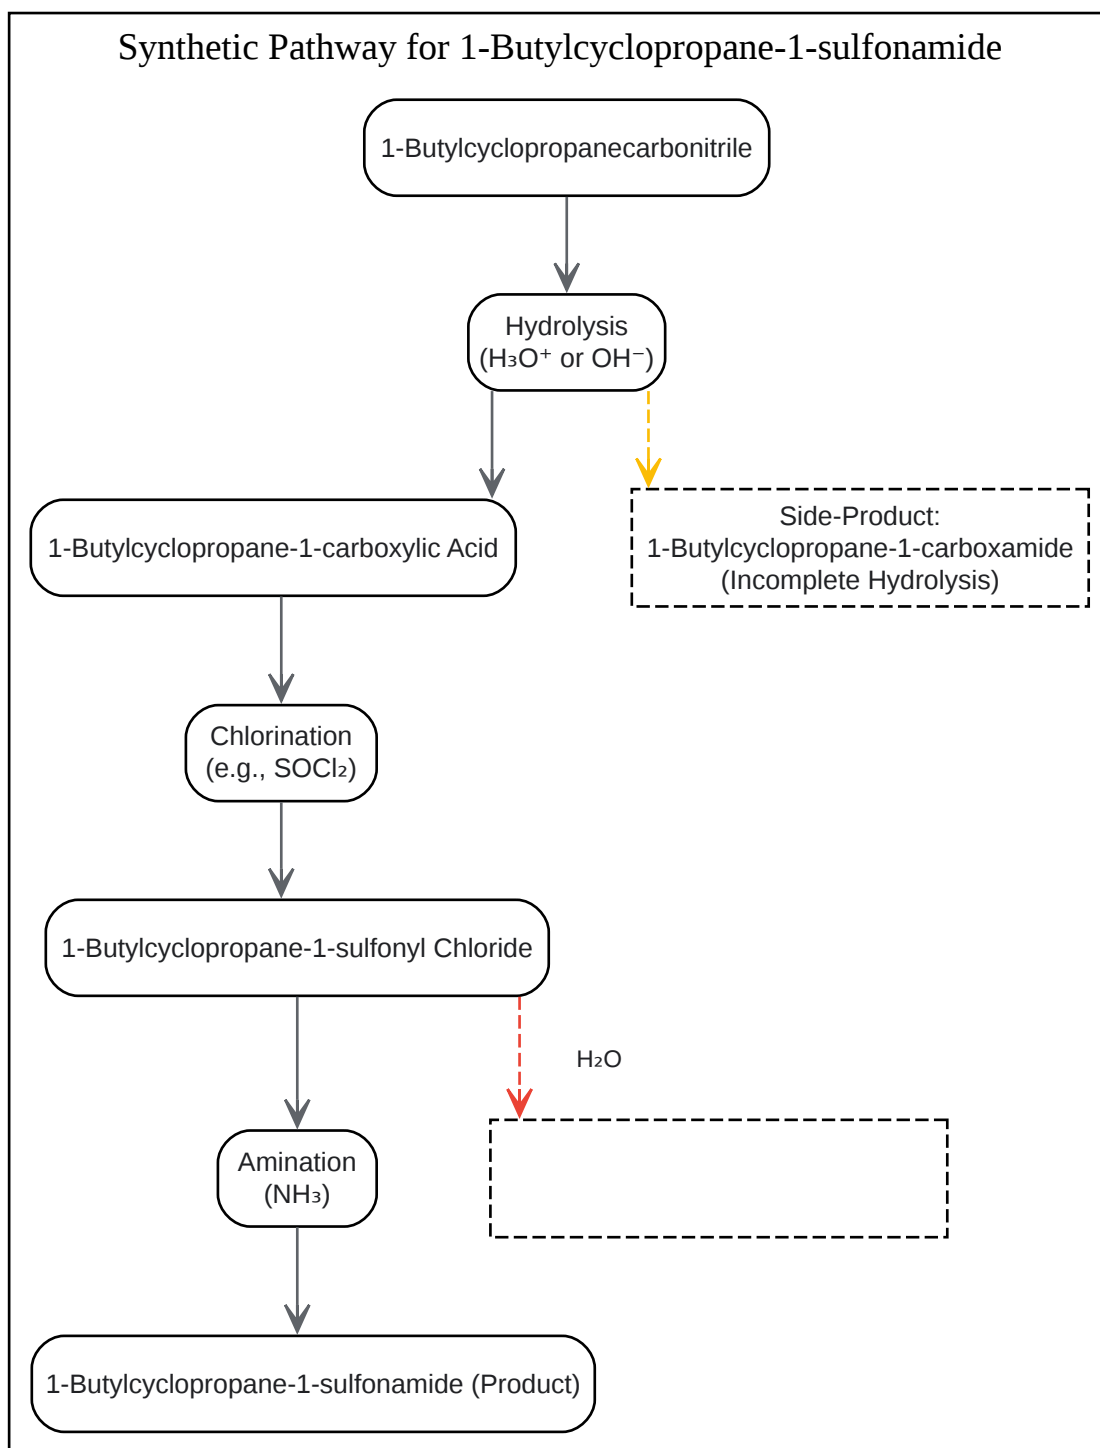 Synthetic Pathway for 1-Butylcyclopropane-1-sulfonamide
1-Butylcyclopropanecarbonitrile
Hydrolysis
(H₃O⁺ or OH⁻)
1-Butylcyclopropane-1-carboxylic Acid
Side-Product:
1-Butylcyclopropane-1-carboxamide
(Incomplete Hydrolysis)
Chlorination
(e.g., SOCl₂)
1-Butylcyclopropane-1-sulfonyl Chloride
H₂O
Amination
(NH₃)
1-Butylcyclopropane-1-sulfonamide (Product)